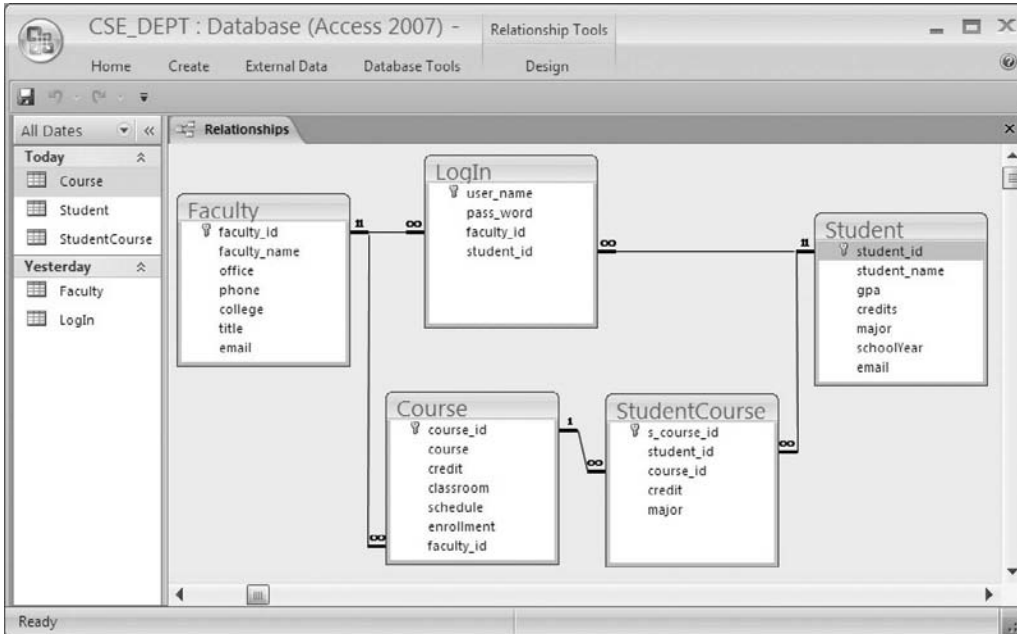 CSE_DEPT : Database (Access 2007) -
Relationship Tools
Home
Create
External Data
Database Tools
Design
All Dates
«
Relationships
x
Today
Course
Student
StudentCourse
Yesterday
Faculty
LogIn
Faculty
faculty_id
faculty_name
office
phone
college
title
email
11
∞
LogIn
user_name
pass_word
faculty_id
student_id
∞
11
Student
student_id
student_name
gpa
credits
major
schoolYear
email
Course
course_id
course
credit
classroom
schedule
enrollment
faculty_id
∞
1
∞
StudentCourse
s_course_id
student_id
course_id
credit
major
∞
Ready